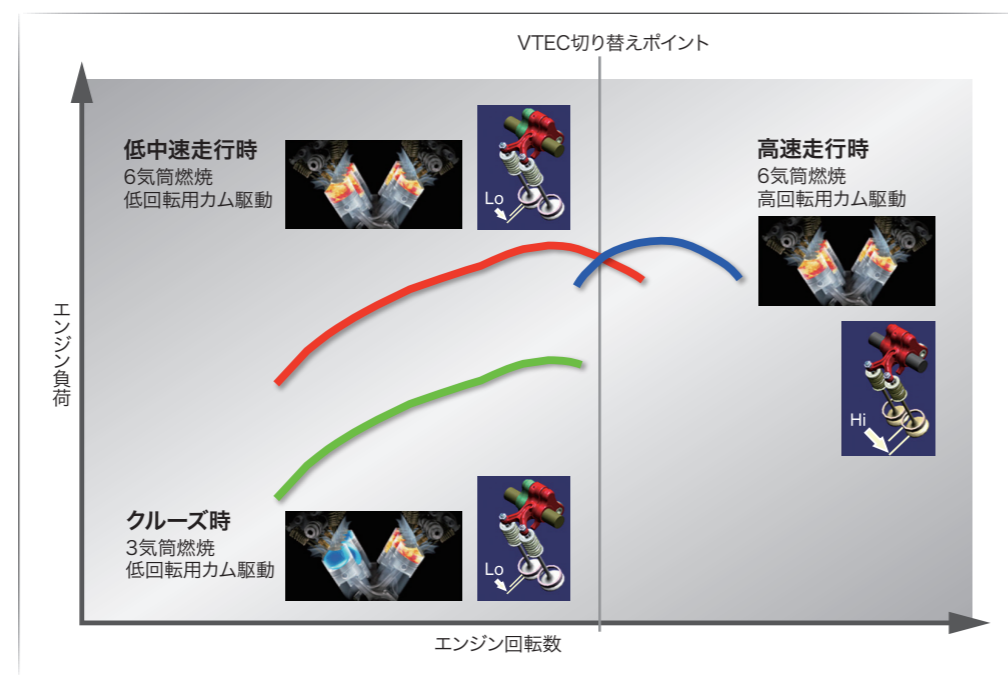 VTEC切り替えポイント
低中速走行時
6気筒燃焼
低回転用カム駆動
Lo
高速走行時
6気筒燃焼
高回転用カム駆動
Hi
エンジン負荷
クルーズ時
3気筒燃焼
低回転用カム駆動
Lo
エンジン回転数